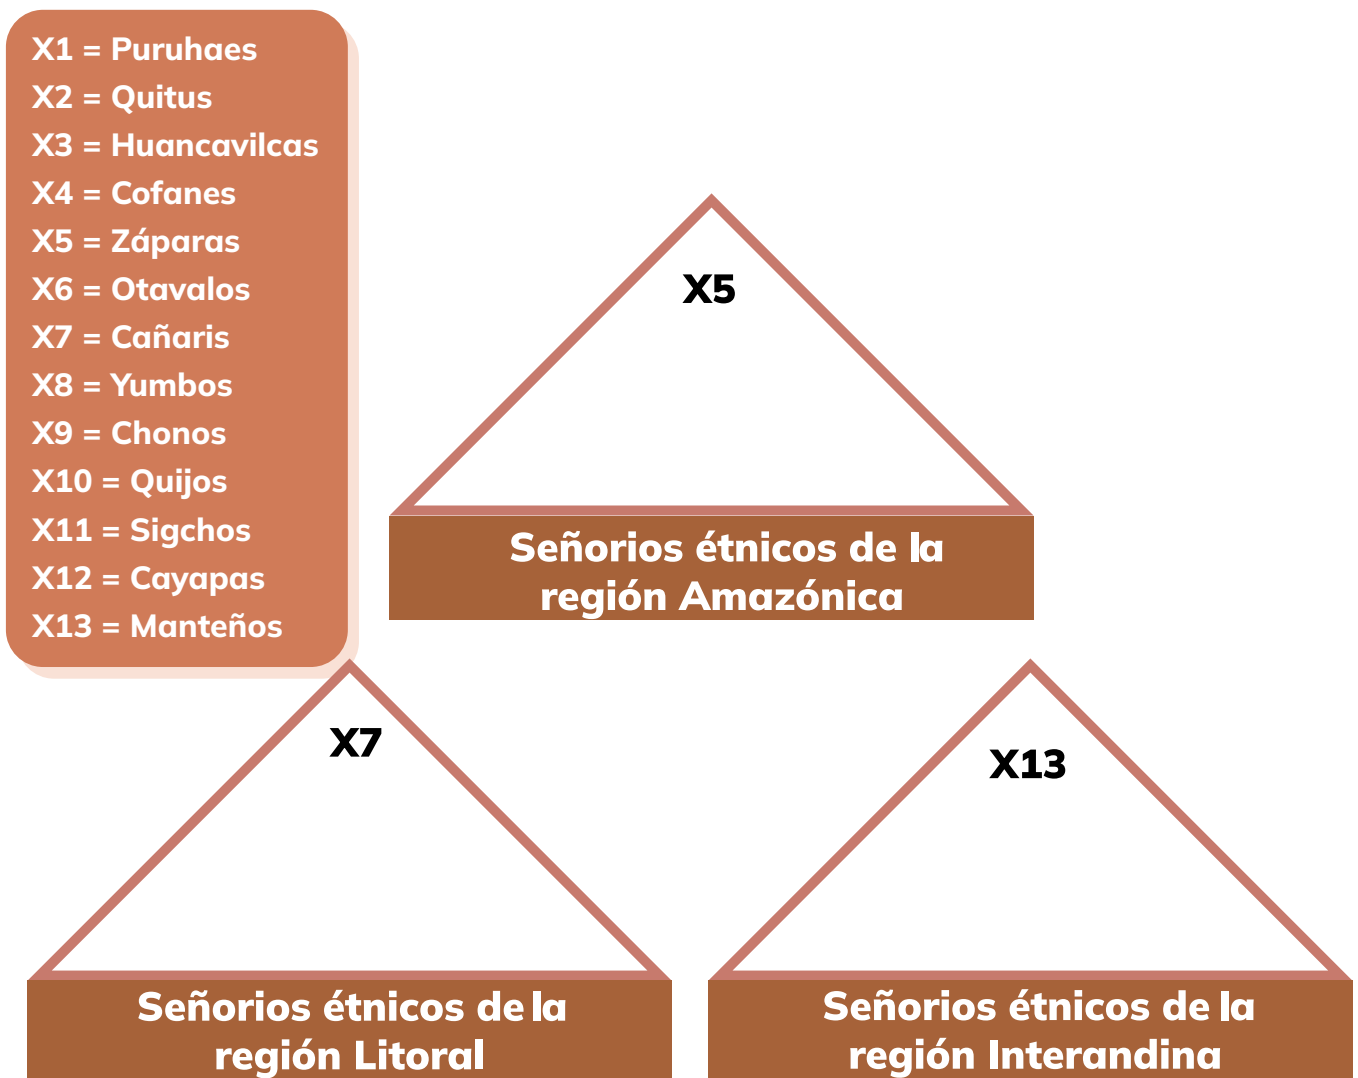 X1 = Puruhaes
X2 = Quitus
X3 = Huancavilcas
X4 = Cofanes
X5 = Záparas
X6 = Otavalos
X7 = Cañaris
X8 = Yumbos
X9 = Chonos
X10 = Quijos
X11 = Sigchos
X12 = Cayapas
X13 = Manteños
X5
Señorios étnicos de la
región Amazónica
X7
Señorios étnicos de la
región Litoral
X13
Señorios étnicos de la
región Interandina